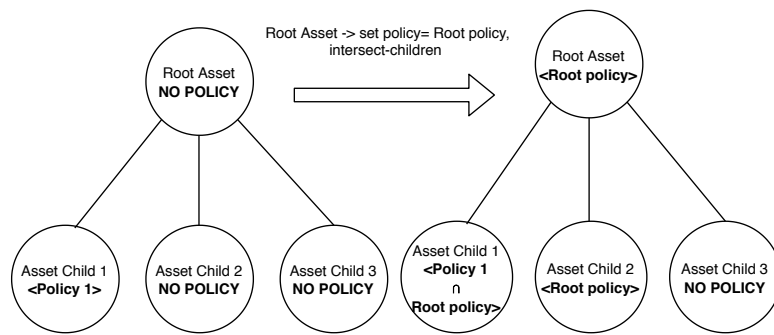 Root Asset -> set policy= Root policy,
intersect-children
Root Asset
NO POLICY
Root Asset
<Root policy>
Asset Child 1
<Policy 1>
Asset Child 2
NO POLICY
Asset Child 3
NO POLICY
Asset Child 1
<Policy 1
∩
Root policy>
Asset Child 2
<Root policy>
Asset Child 3
NO POLICY